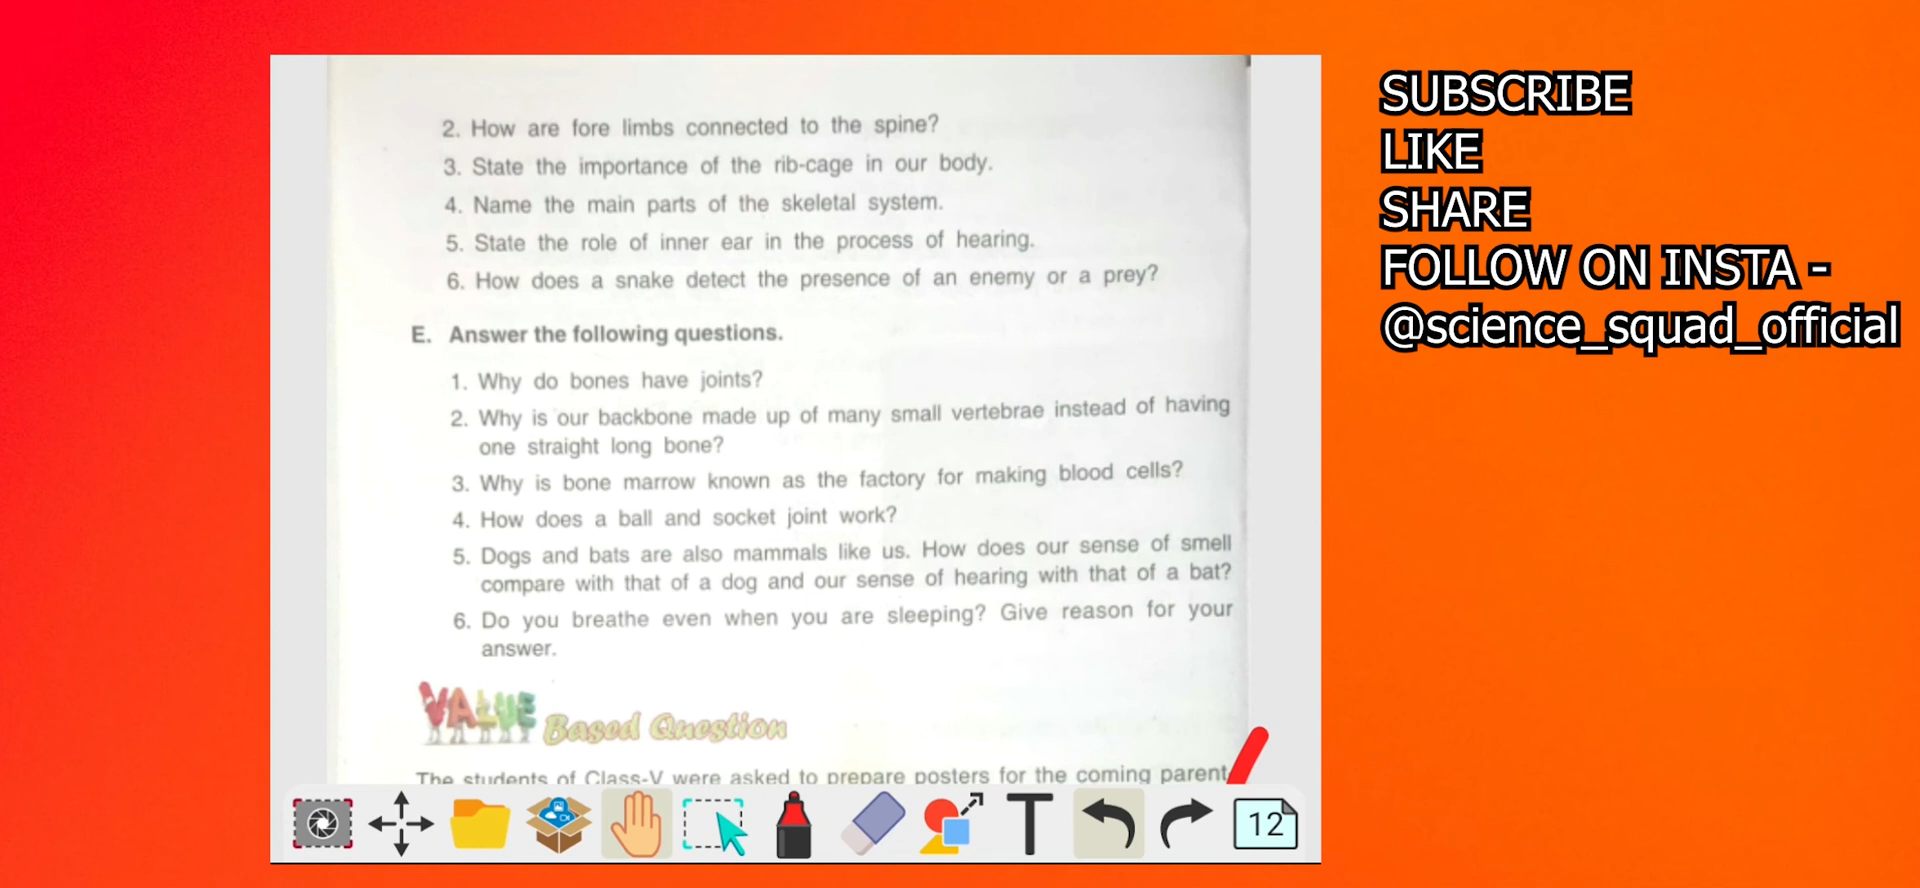 2. How are fore limbs connected to the spine?
3. State the importance of the rib-cage in our body.
4. Name the main parts of the skeletal system.
5. State the role of inner ear in the process of hearing.
6. How does a snake detect the presence of an enemy or a prey?
E. Answer the following questions.
1. Why do bones have joints?
2. Why is our backbone made up of many small vertebrae instead of having
one straight long bone?
3. Why is bone marrow known as the factory for making blood cells?
4. How does a ball and socket joint work?
5. Dogs and bats are also mammals like us. How does our sense of smell
compare with that of a dog and our sense of hearing with that of a bat?
6. Do you breathe even when you are sleeping? Give reason for your
answer.
VALUE Based Question
The students of Class-V were asked to prepare posters for the coming parent
T
12
SUBSCRIBE
LIKE
SHARE
FOLLOW ON INSTA -
@science_squad_official